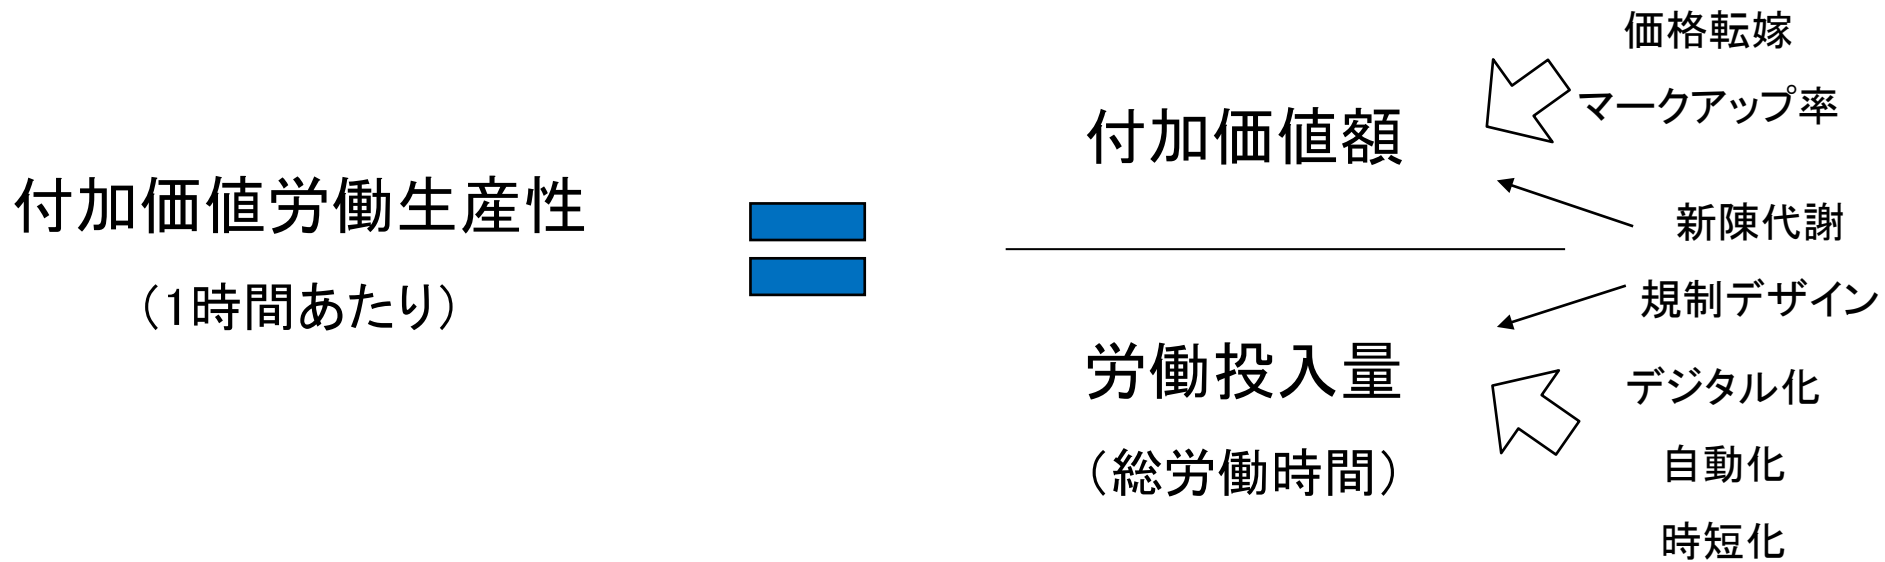 付加価値労働生産性
（1時間あたり）
付加価値額
労働投入量
（総労働時間）
価格転嫁
マークアップ率
新陳代謝
規制デザイン
デジタル化
自動化
時短化